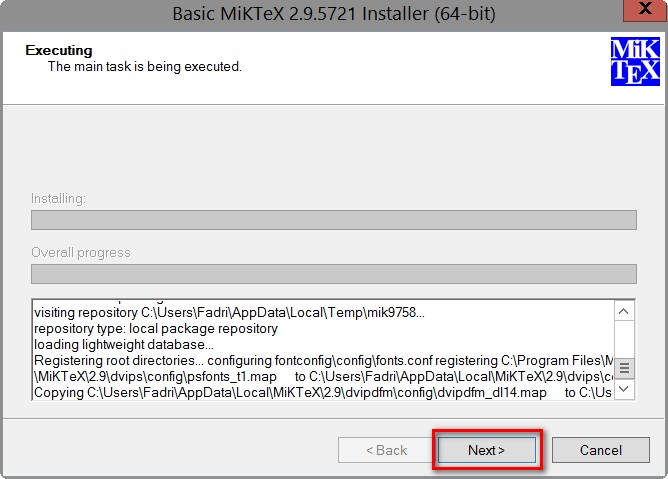 Basic MiKTeX 2.9.5721 Installer (64-bit)
X
Executing
The main task is being executed.
MiK
TEX
Installing:
Overall progress
visiting repository C:\Users\Fadri\AppData\Local\Temp\mik9758...
repository type: local package repository
loading lightweight database...
Registering root directories... configuring fontconfig\config\fonts.conf registering C:\Program Files\M
\MiKTeX\2.9\dvips\config\psfonts_t1.map to C:\Users\Fadri\AppData\Local\MiKTeX\2.9\dvips\co
Copying C:\Users\Fadri\AppData\Local\MiKTeX\2.9\dvipdfm\config\dvipdfm_dl14.map to C:\Us
< Back
Next >
Cancel